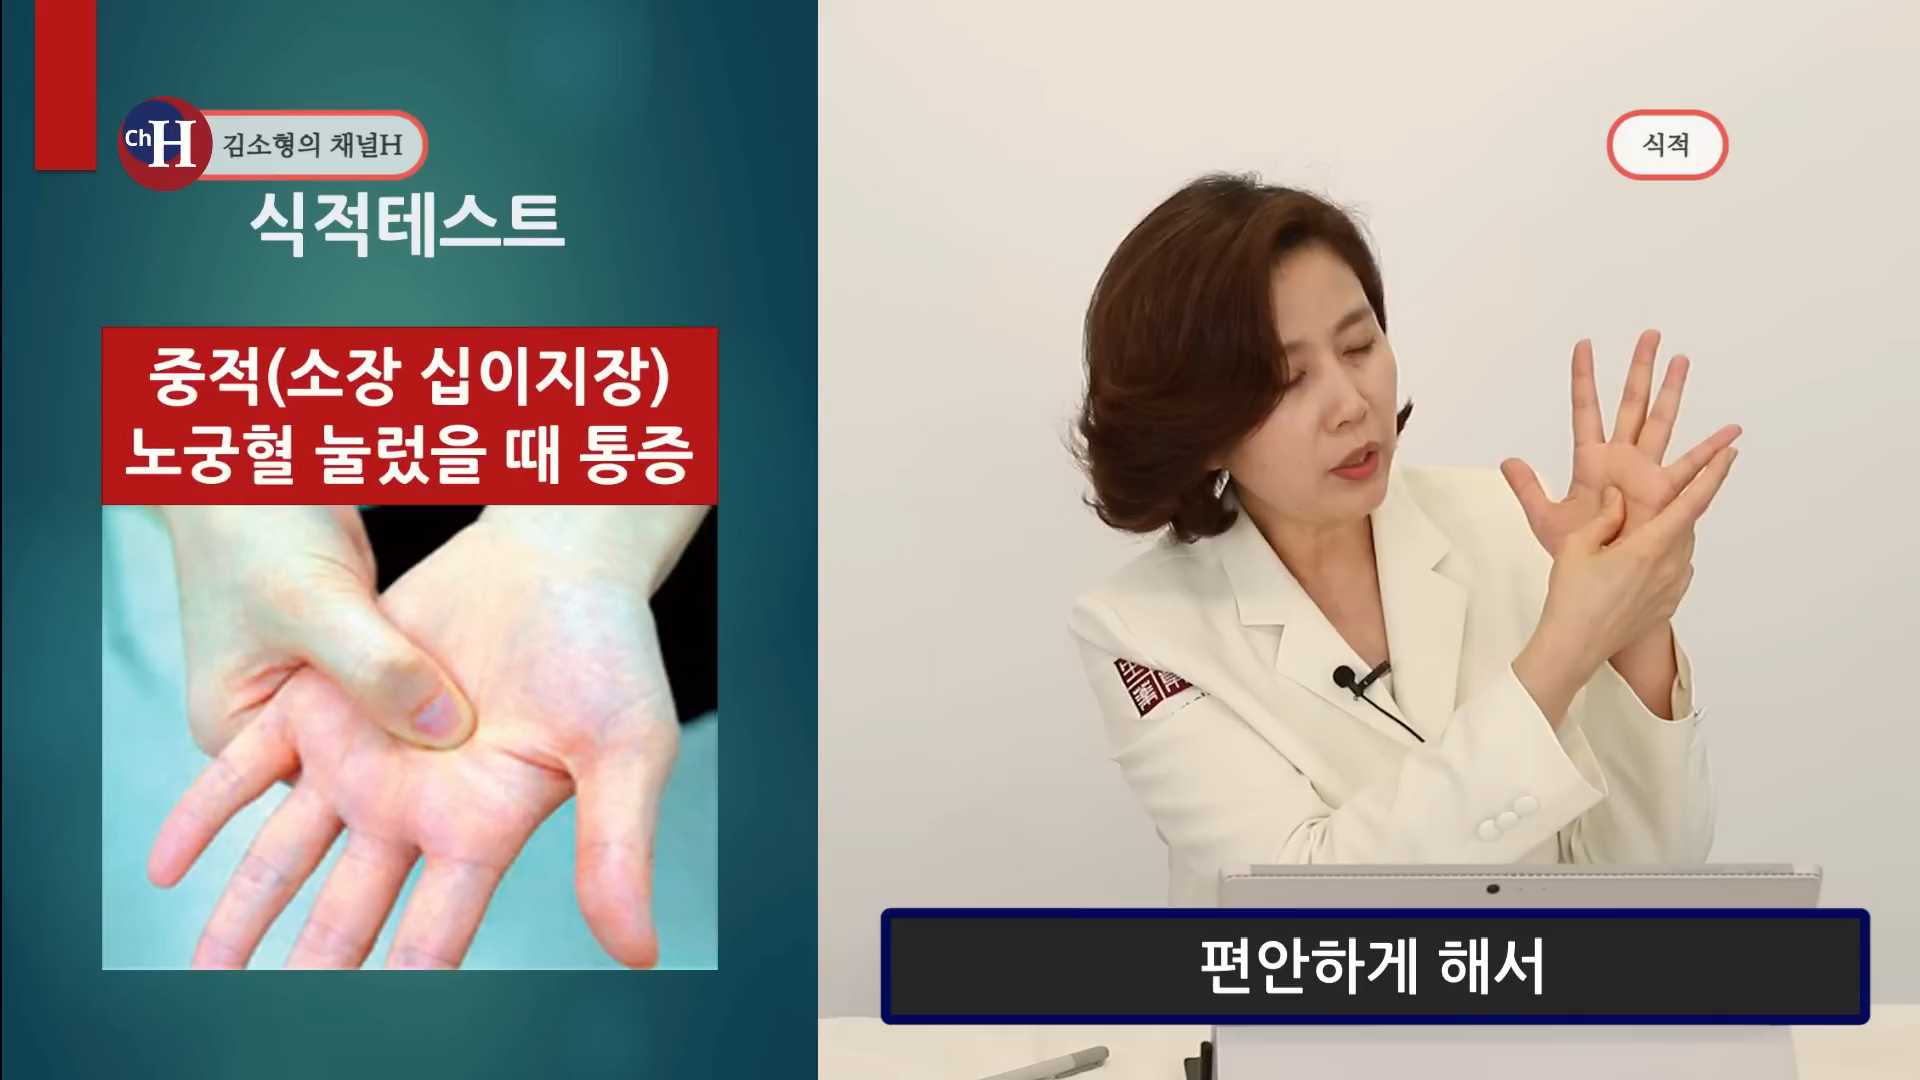 ChH
김소형의 채널H
식적
식적테스트
중적(소장 십이지장)
노궁혈 눌렀을 때 통증
편안하게 해서